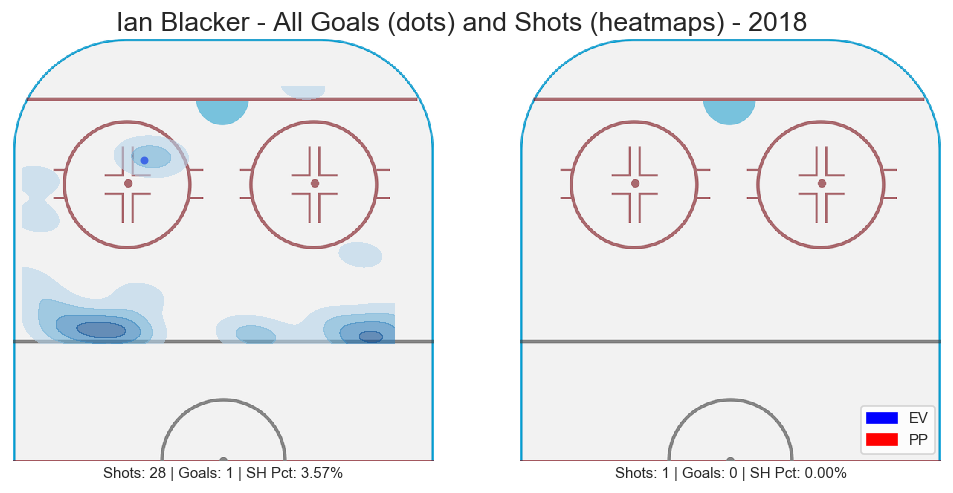 Ian Blacker - All Goals (dots) and Shots (heatmaps) - 2018
EV
PP
Shots: 28 | Goals: 1 | SH Pct: 3.57%
Shots: 1 | Goals: 0 | SH Pct: 0.00%